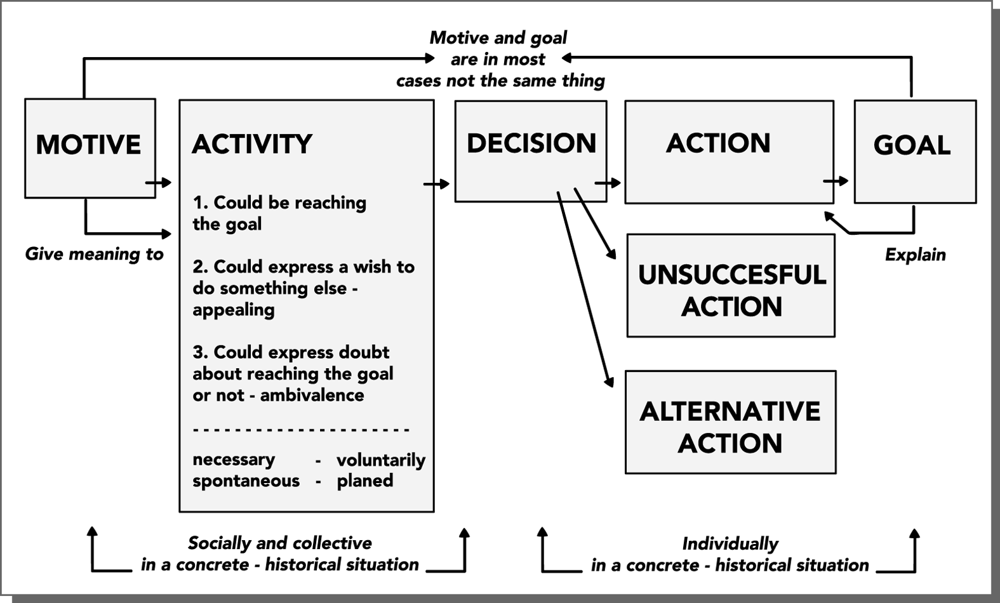 Motive and goal
are in most
cases not the same thing
MOTIVE
Give meaning to
ACTIVITY
1. Could be reaching
the goal
2. Could express a wish to
do something else -
appealing
3. Could express doubt
about reaching the goal
or not - ambivalence
- - - - - - - - - - - - - - - - - - - - -
necessary - voluntarily
spontaneous - planed
DECISION
ACTION
UNSUCCESFUL
ACTION
ALTERNATIVE
ACTION
GOAL
Explain
Socially and collective
in a concrete - historical situation
Individually
in a concrete - historical situation